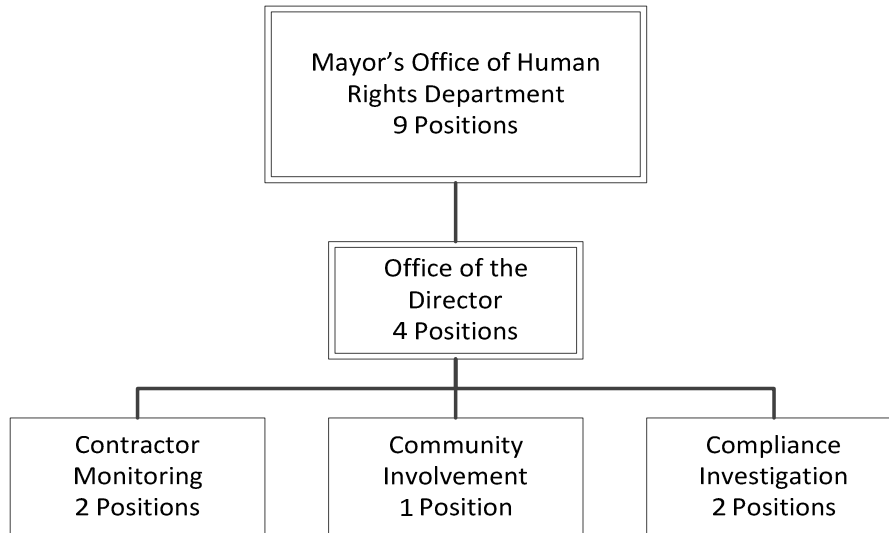 Mayor’s Office of Human
Rights Department
9 Positions
Office of the
Director
4 Positions
Contractor
Monitoring
2 Positions
Community
Involvement
1 Position
Compliance
Investigation
2 Positions